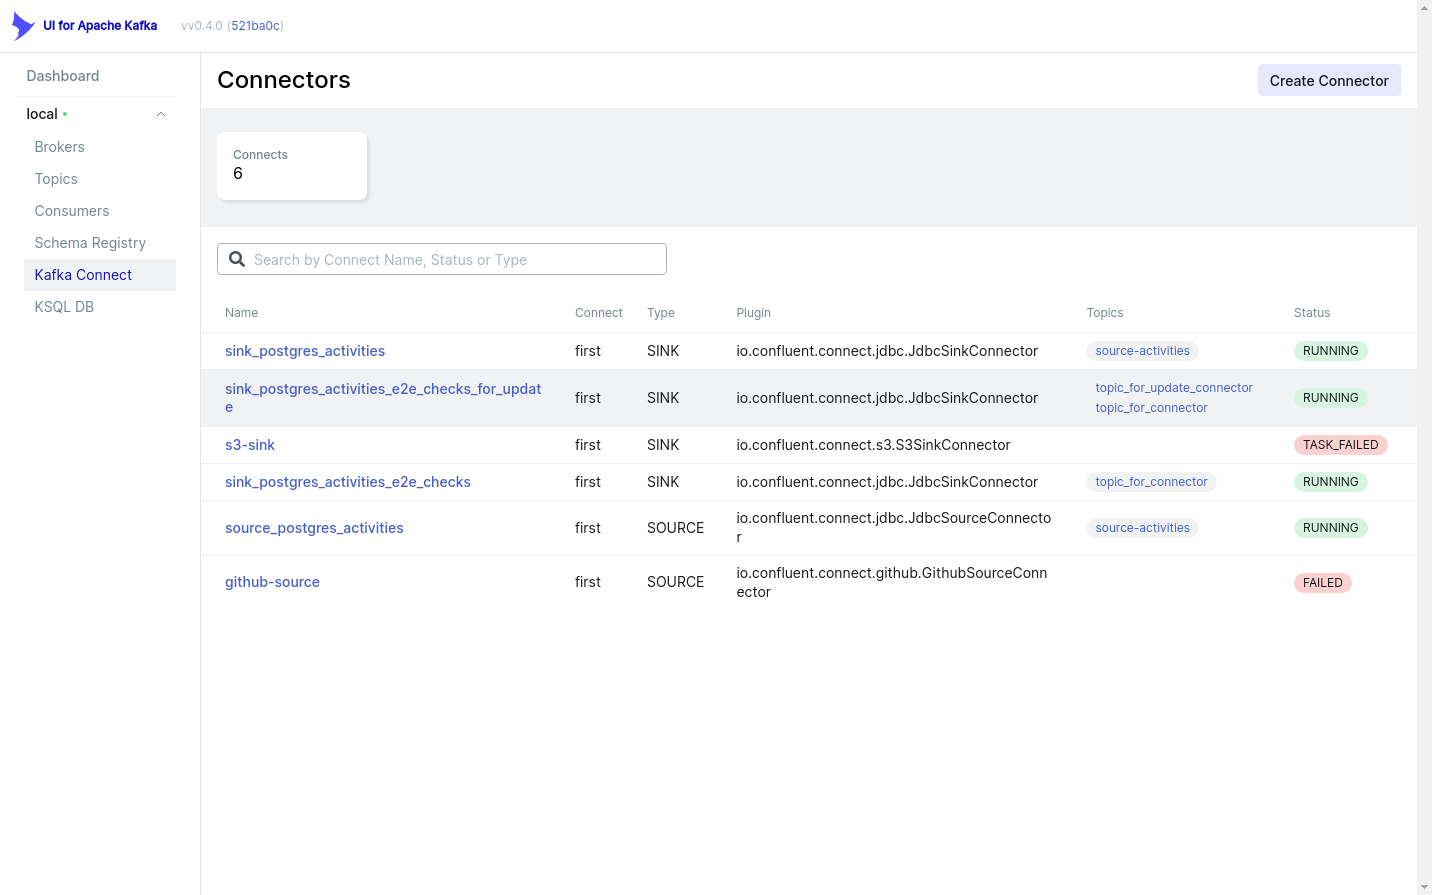 UI for Apache Kafka vv0.4.0 (521ba0c)
Dashboard
local
Brokers
Topics
Consumers
Schema Registry
Kafka Connect
KSQL DB
Connectors
Create Connector
Connects
6
Search by Connect Name, Status or Type
Name Connect Type Plugin Topics Status
sink_postgres_activities first SINK io.confluent.connect.jdbc.JdbcSinkConnector source-activities RUNNING
sink_postgres_activities_e2e_checks_for_updat
e
first SINK io.confluent.connect.jdbc.JdbcSinkConnector
topic_for_update_connector
topic_for_connector
RUNNING
s3-sink first SINK io.confluent.connect.s3.S3SinkConnector TASK_FAILED
sink_postgres_activities_e2e_checks first SINK io.confluent.connect.jdbc.JdbcSinkConnector topic_for_connector RUNNING
source_postgres_activities first SOURCE
io.confluent.connect.jdbc.JdbcSourceConnecto
r
source-activities RUNNING
github-source first SOURCE
io.confluent.connect.github.GithubSourceConn
ector
FAILED